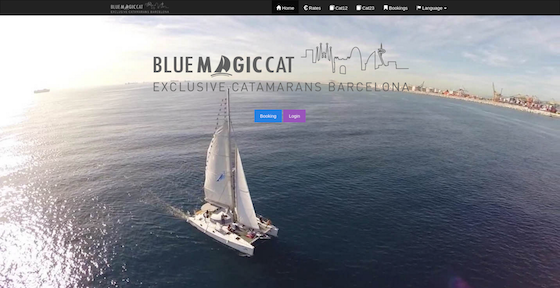 BLUE MAGIC CAT
EXCLUSIVE CATAMARANS BARCELONA
Home Rates Cat12 Cat23 Bookings Language
BLUE MAGIC CAT
EXCLUSIVE CATAMARANS BARCELONA
Booking Login